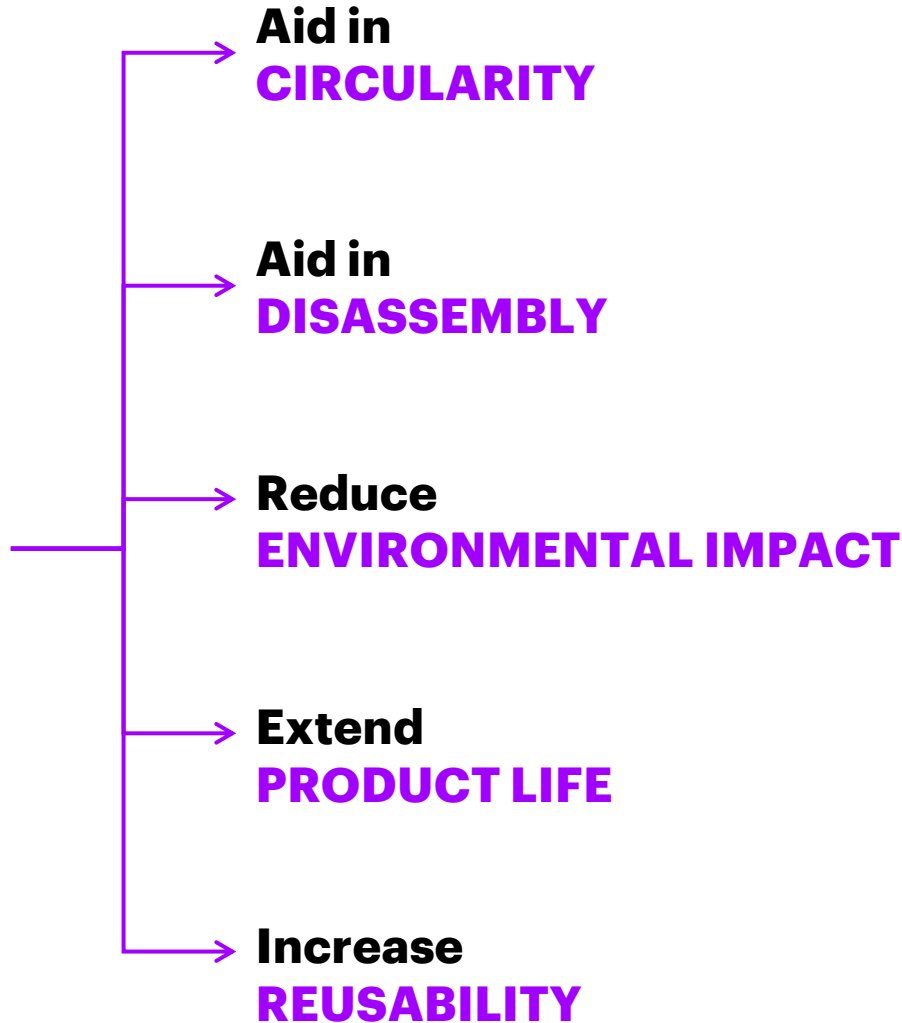 Aid in
CIRCULARITY
Aid in
DISASSEMBLY
Reduce
ENVIRONMENTAL IMPACT
Extend
PRODUCT LIFE
Increase
REUSABILITY